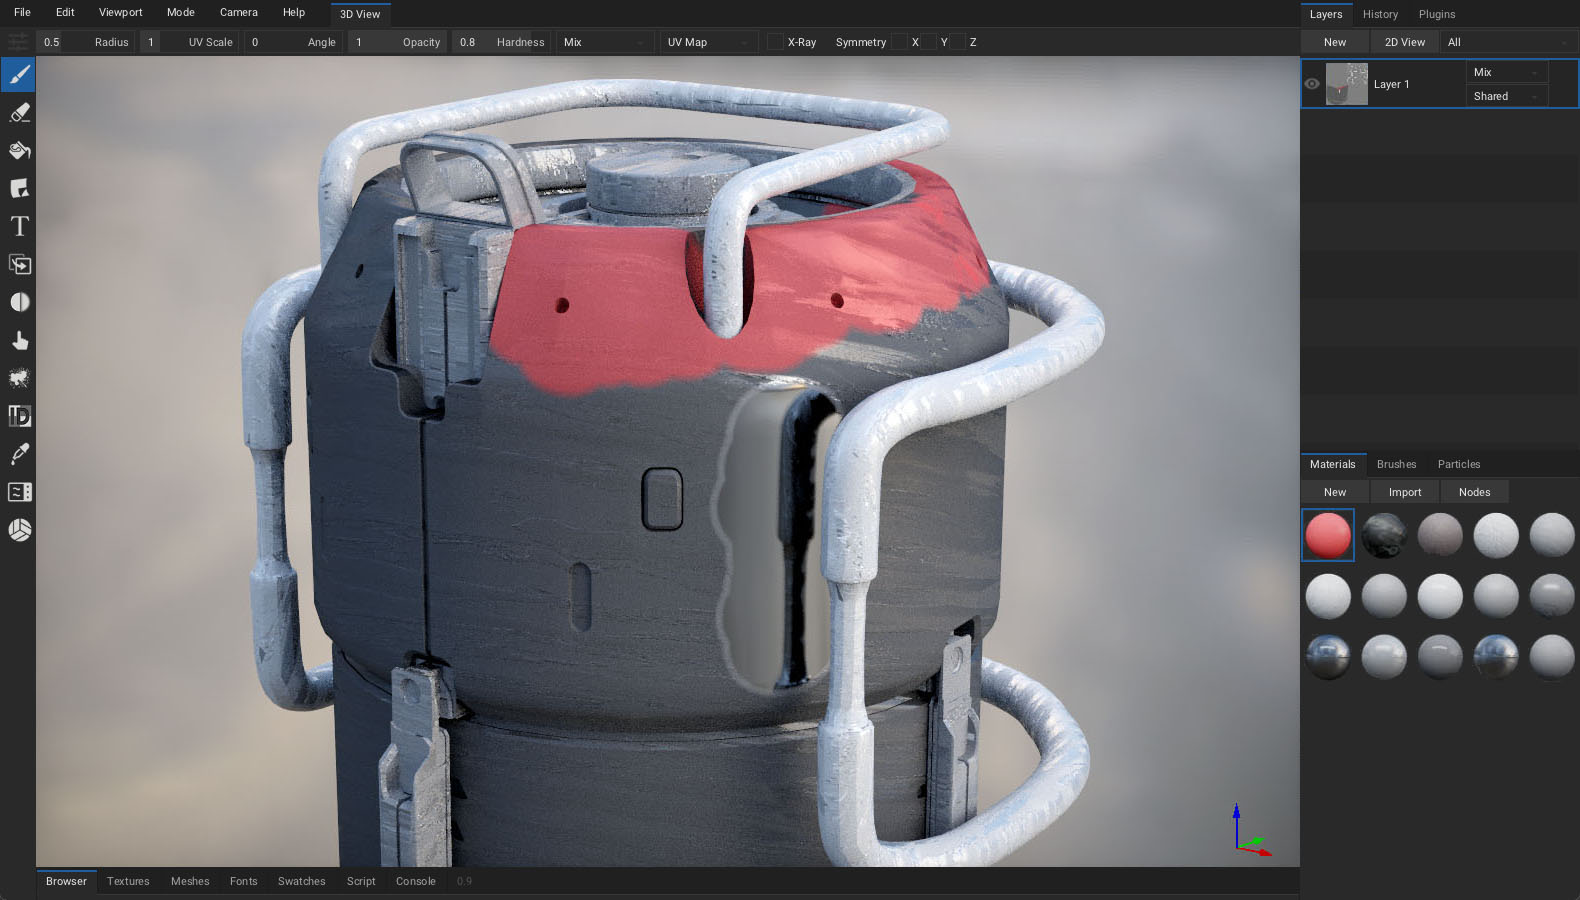 File Edit Viewport Mode Camera Help 3D View
Layers History Plugins
0.5 Radius 1 UV Scale 0 Angle 1 Opacity 0.8 Hardness Mix UV Map X-Ray Symmetry X Y Z
New 2D View All
Layer 1 Mix
Shared
T
ID
Materials Brushes Particles
New Import Nodes
Browser Textures Meshes Fonts Swatches Script Console 0.9